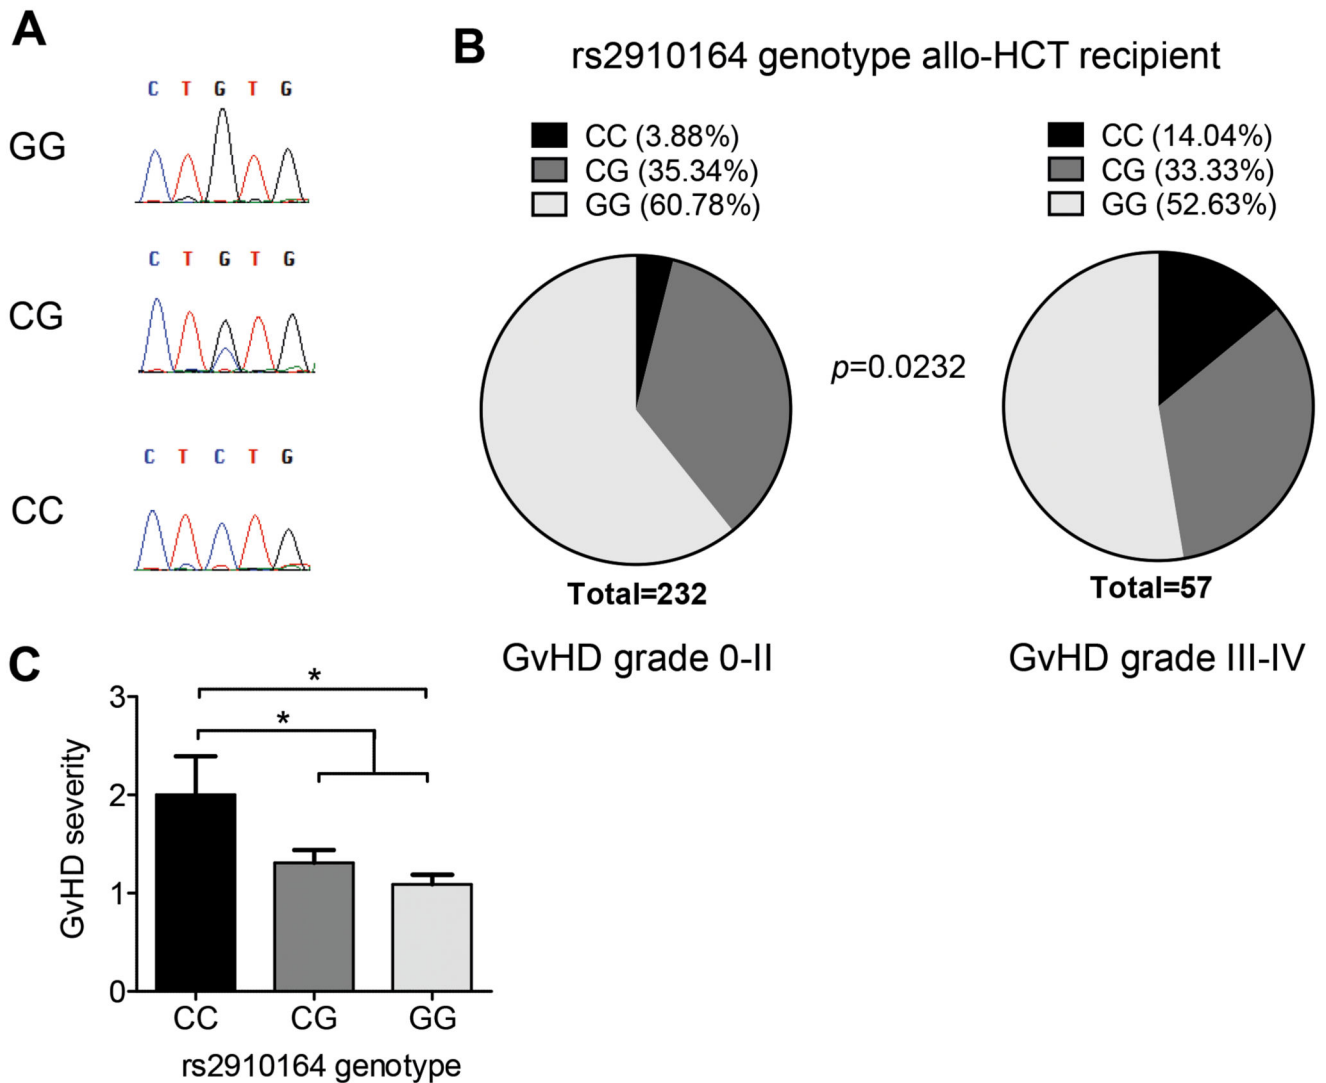 A
GG
C T G T G
CG
C T G T G
CC
C T C T G
B
rs2910164 genotype allo-HCT recipient
CC (3.88%)
CG (35.34%)
GG (60.78%)
Total=232
GvHD grade 0-II
p=0.0232
CC (14.04%)
CG (33.33%)
GG (52.63%)
Total=57
GvHD grade III-IV
C
GvHD severity
3
2
1
0
*
*
CC CG GG
rs2910164 genotype